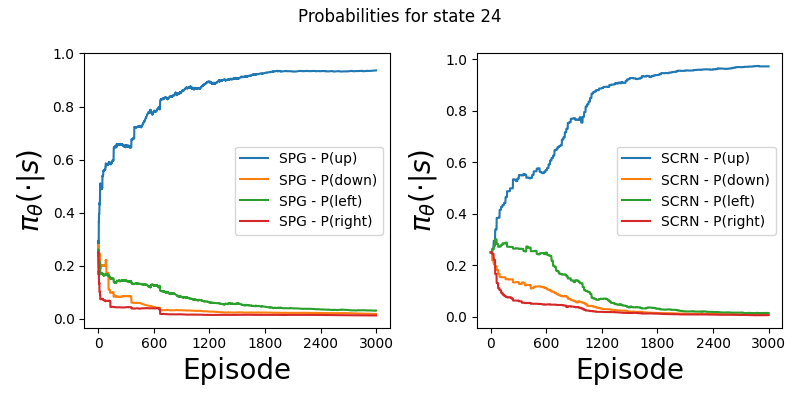 Probabilities for state 24
π_θ(·|s)
1.0
0.8
0.6
0.4
0.2
0.0
SPG - P(up)
SPG - P(down)
SPG - P(left)
SPG - P(right)
0 600 1200 1800 2400 3000
Episode
π_θ(·|s)
1.0
0.8
0.6
0.4
0.2
0.0
SCRN - P(up)
SCRN - P(down)
SCRN - P(left)
SCRN - P(right)
0 600 1200 1800 2400 3000
Episode